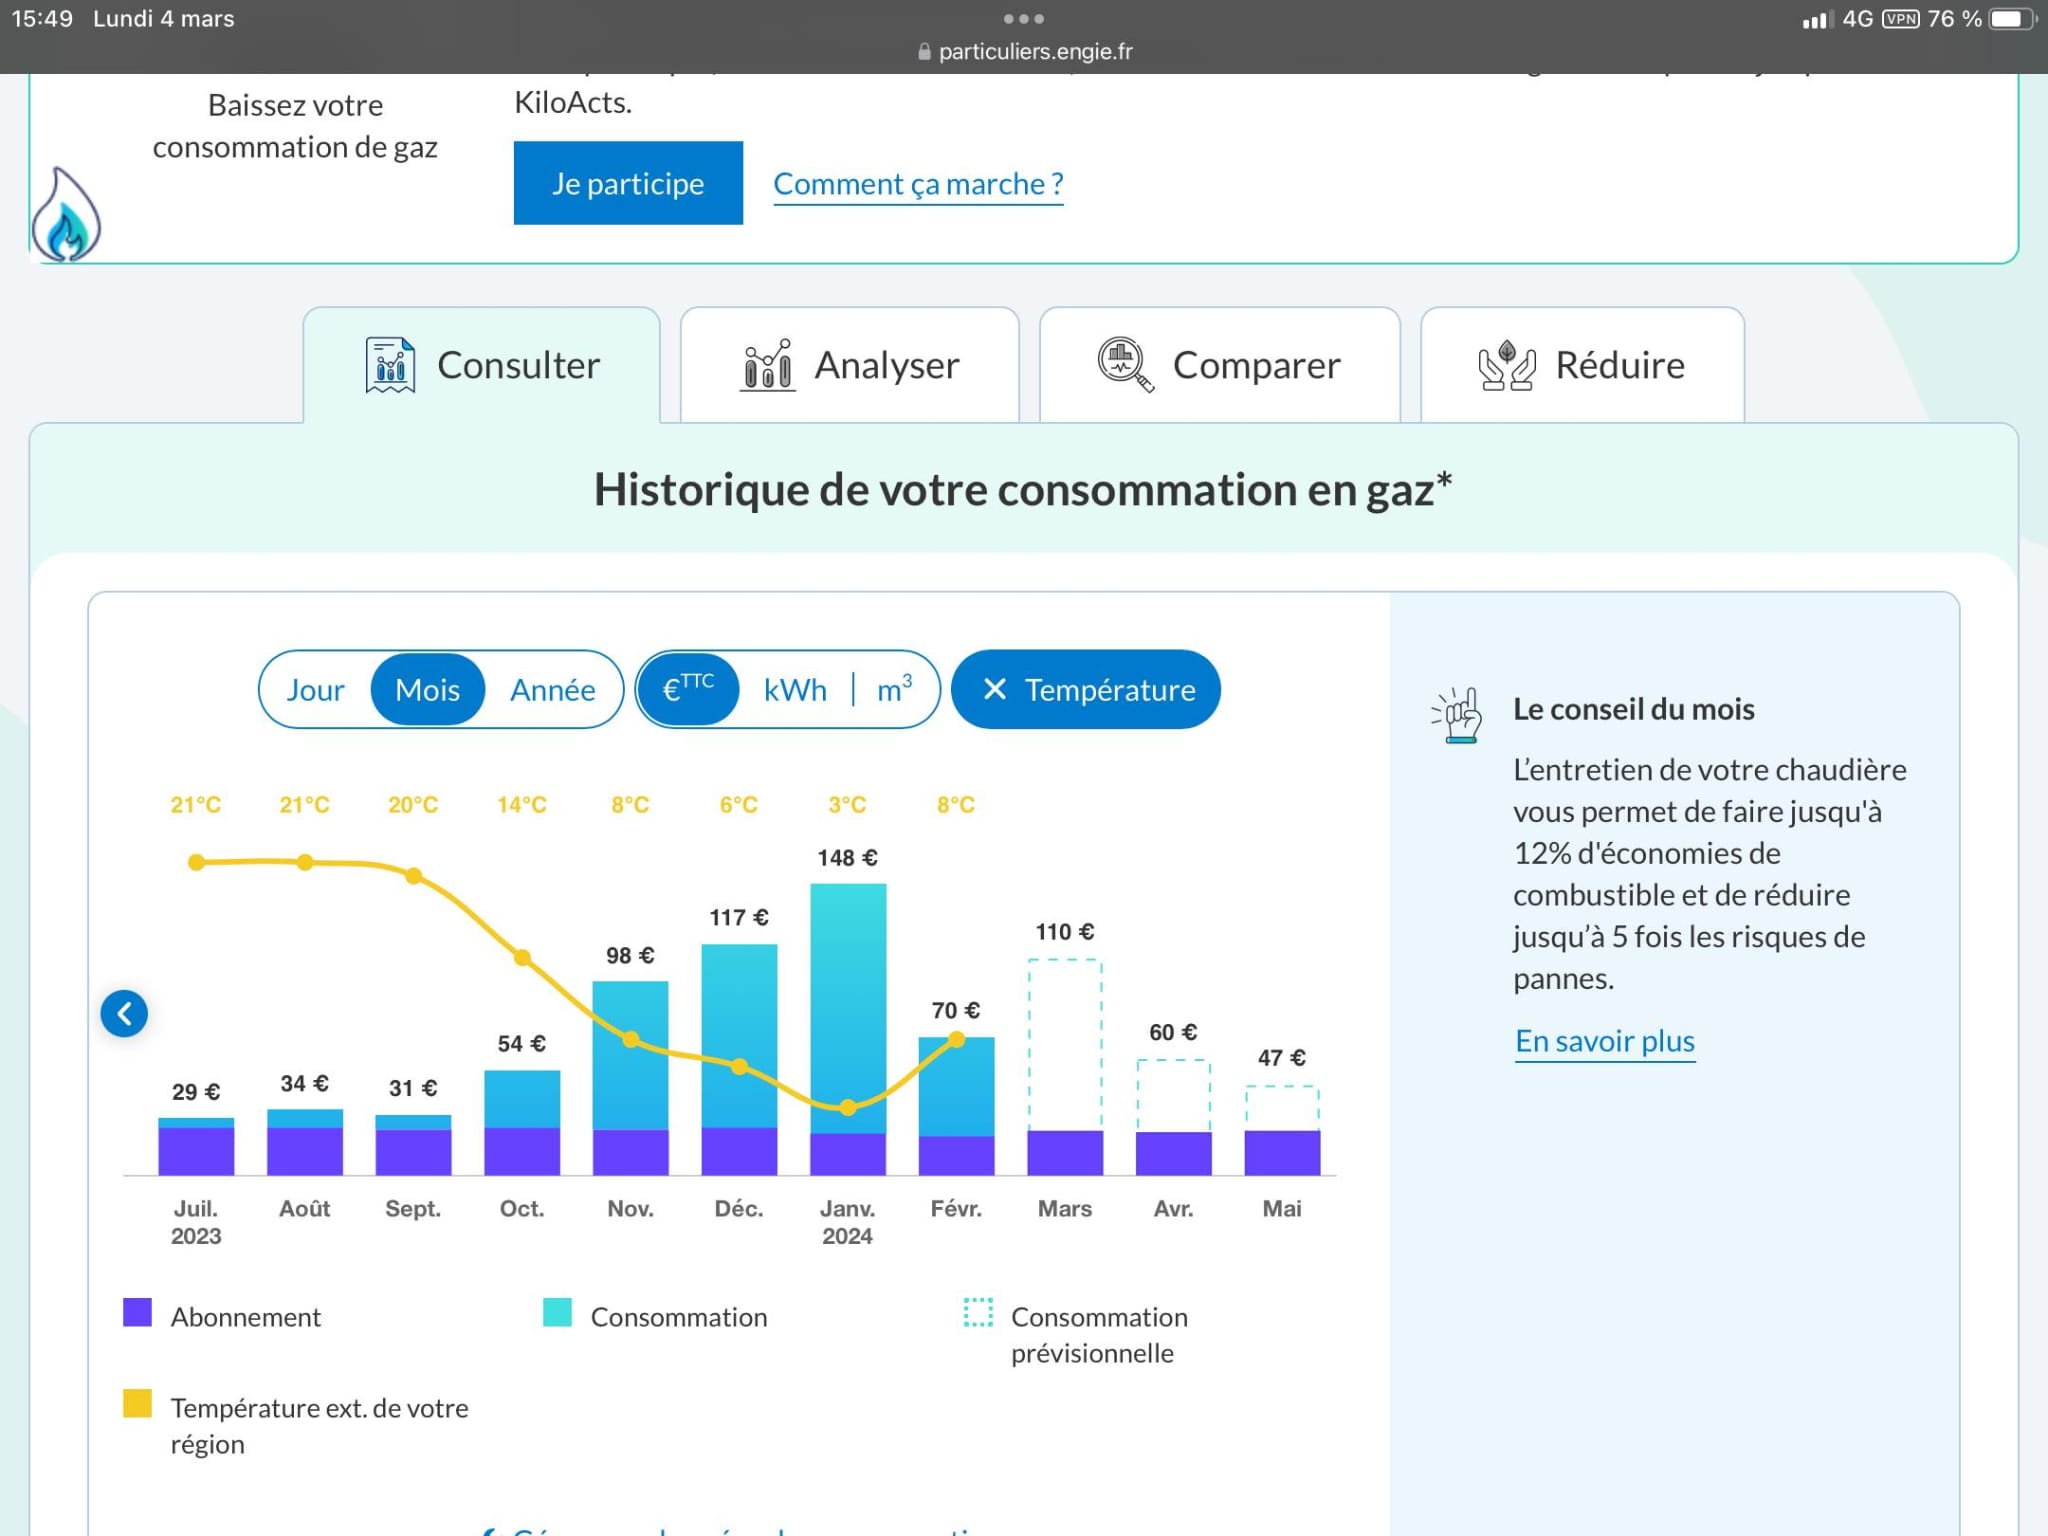 15:49 Lundi 4 mars
4G VPN 76 %
particuliers.engie.fr
Baissez votre
consommation de gaz
KiloActs.
Je participe
Comment ça marche ?
Consulter
Analyser
Comparer
Réduire
Historique de votre consommation en gaz*
Jour Mois Année
€TTC kWh | m³
✕ Température
21°C 21°C 20°C 14°C 8°C 6°C 3°C 8°C
29 € 34 € 31 € 54 € 98 € 117 € 148 € 70 € 110 € 60 € 47 €
Juil. Août Sept. Oct. Nov. Déc. Janv. Févr. Mars Avr. Mai
2023 2024
Abonnement
Consommation
Consommation
prévisionnelle
Température ext. de votre
région
Le conseil du mois
L’entretien de votre chaudière
vous permet de faire jusqu'à
12% d'économies de
combustible et de réduire
jusqu’à 5 fois les risques de
pannes.
En savoir plus